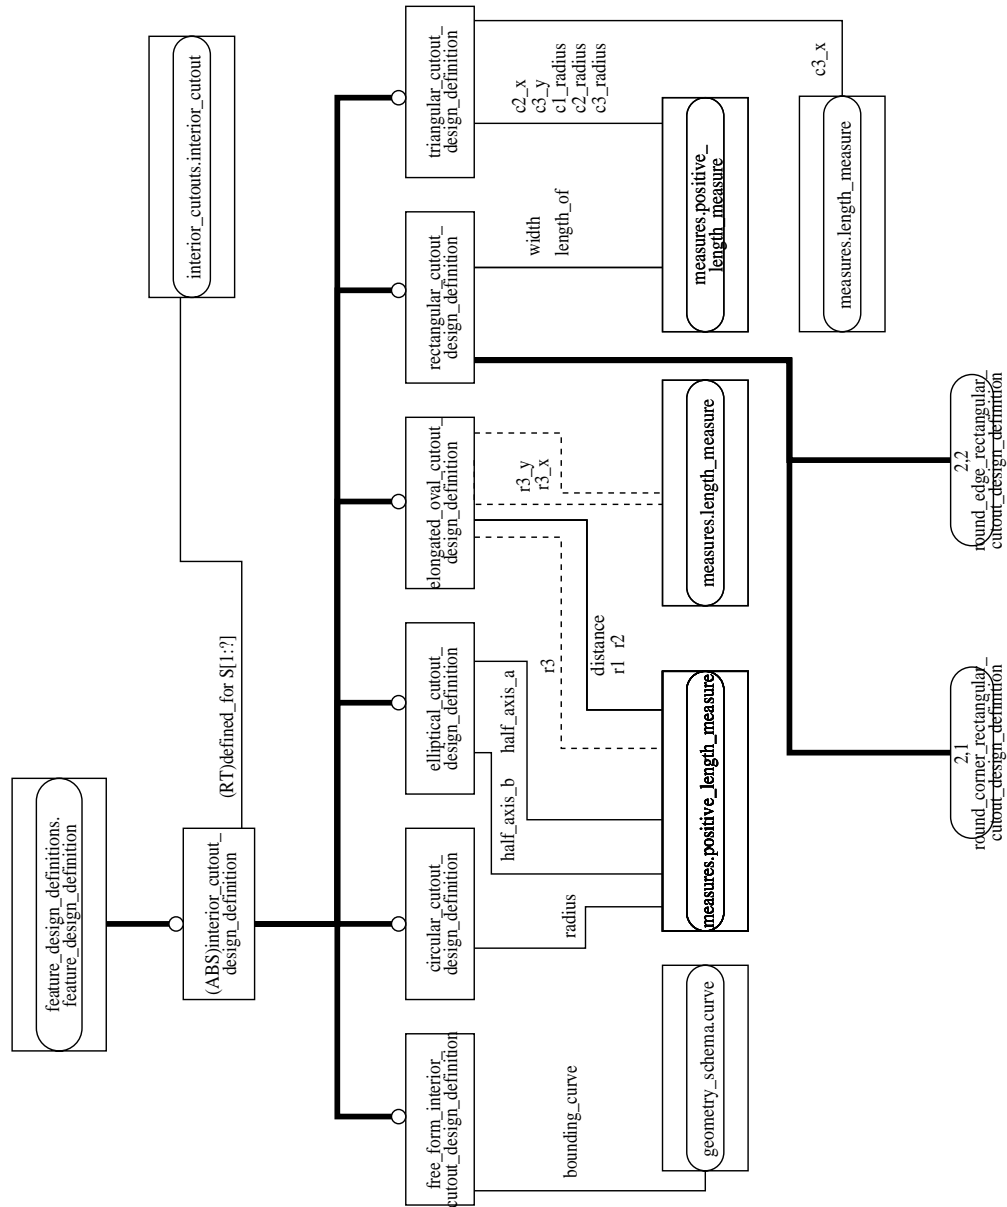 feature_design_definitions.
feature_design_definition
interior_cutouts.interior_cutout
(ABS)interior_cutout_
design_definition
(RT)defined_for S[1:?]
free_form_interior_
cutout_design_definition
circular_cutout_
design_definition
elliptical_cutout_
design_definition
elongated_oval_cutout_
design_definition
rectangular_cutout_
design_definition
triangular_cutout_
design_definition
bounding_curve
radius
half_axis_b
half_axis_a
r3
distance
r1 r2
r3_y
r3_x
width
length_of
c2_x
c3_y
c1_radius
c2_radius
c3_radius
c3_x
geometry_schema.curve
measures.positive_length_measure
measures.length_measure
measures.positive_
length_measure
measures.length_measure
2,1
round_corner_rectangular_
cutout_design_definition
2,2
round_edge_rectangular_
cutout_design_definition